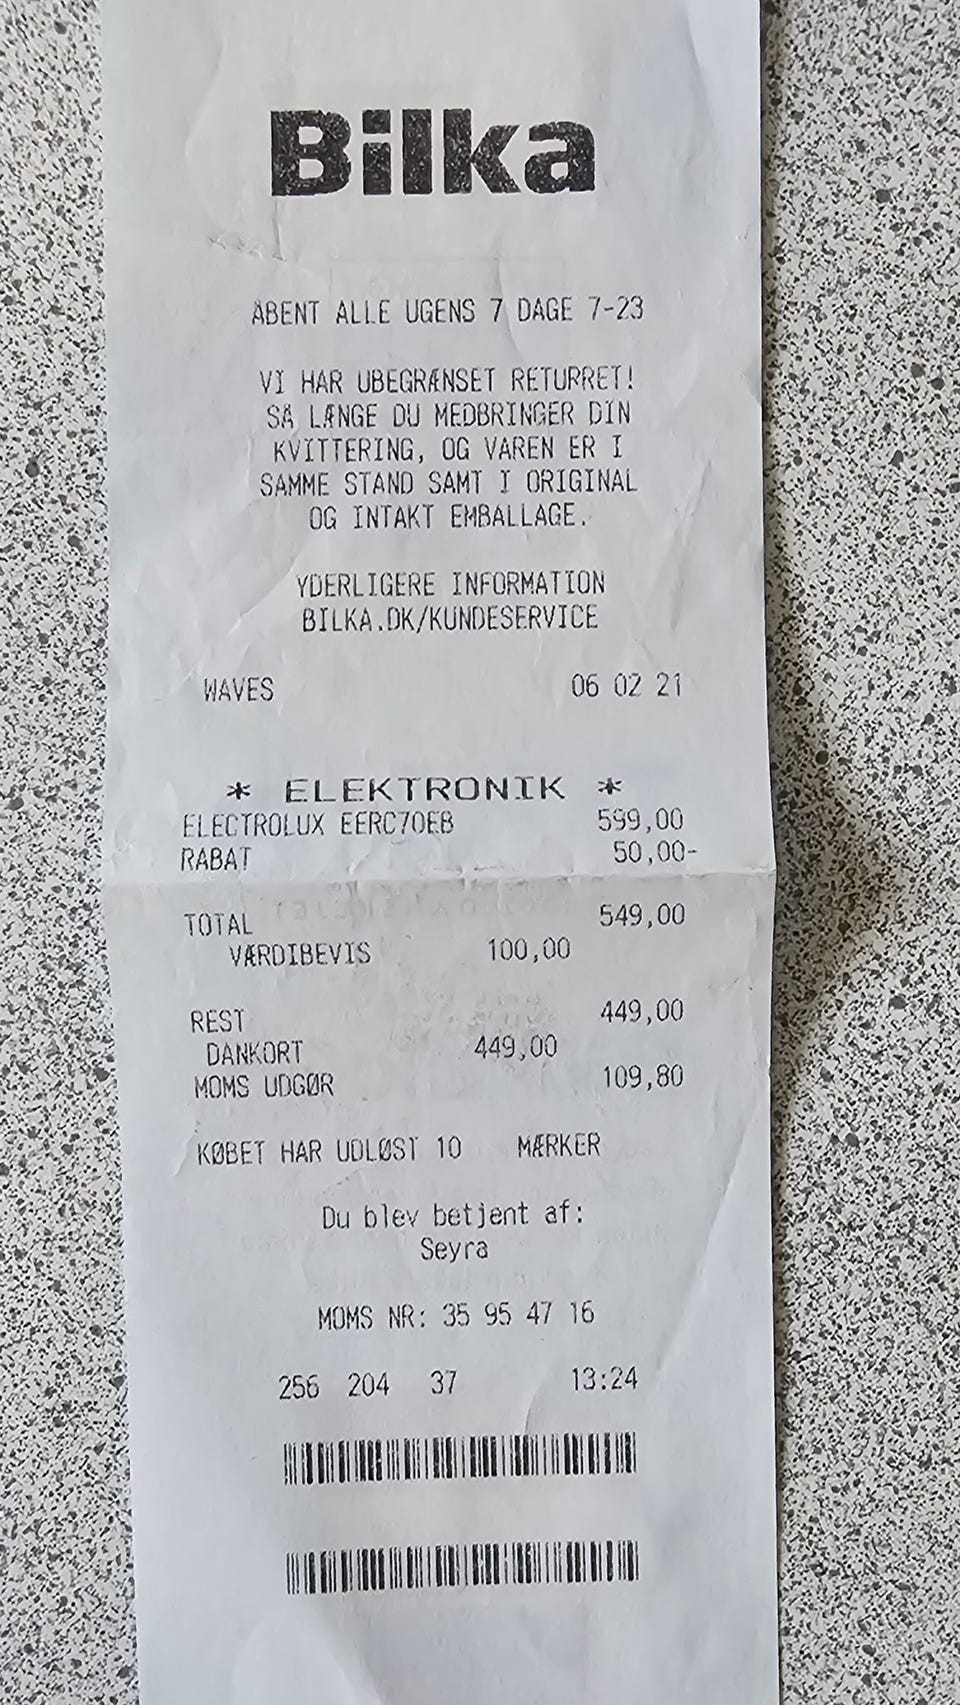 Bilka
ÅBENT ALLE UGENS 7 DAGE 7-23
VI HAR UBEGRÆNSET RETURRET!
SÅ LÆNGE DU MEDBRINGER DIN
KVITTERING, OG VAREN ER I
SAMME STAND SAMT I ORIGINAL
OG INTAKT EMBALLAGE.
YDERLIGERE INFORMATION
BILKA.DK/KUNDESERVICE
WAVES 06 02 21
* ELEKTRONIK *
ELECTROLUX EERC70EB 599,00
RABAT 50,00-
TOTAL 549,00
VÆRDIBEVIS 100,00
REST 449,00
DANKORT 449,00
MOMS UDGØR 109,80
KØBET HAR UDLØST 10 MÆRKER
Du blev betjent af:
Seyra
MOMS NR: 35 95 47 16
256 204 37 13:24